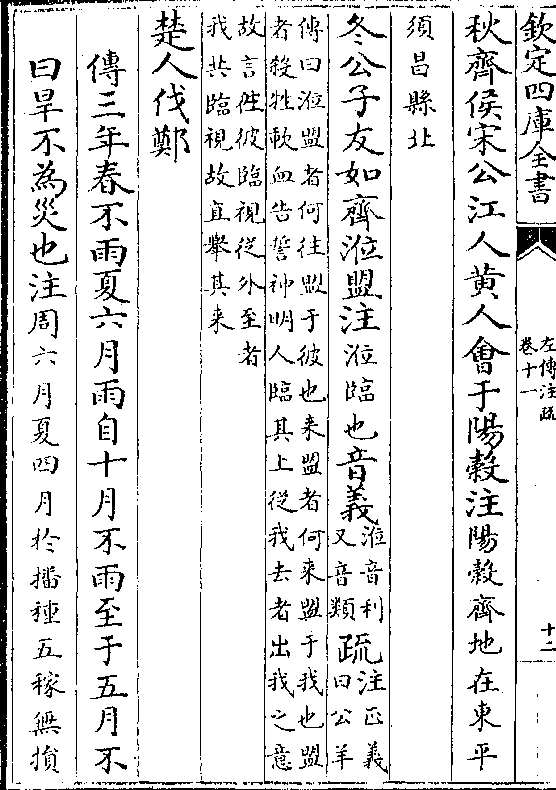 欽定四庫全書
左傳注疏
卷十一
十二
秋齊侯宋公江人黄人會于陽穀注陽穀齊地在東平
須昌縣北
冬公子友如齊涖盟注涖臨也音義涖音利
又音類疏注正義
曰公羊
傳曰涖盟者何往盟于彼也來盟者何來盟于我也盟
者殺牲歃血告誓神明人臨其上從我去者出我之意
故言徃彼臨視從外至者
我共臨視故直舉其来
楚人伐鄭
傳三年春不雨夏六月雨自十月不雨至于五月不
曰旱不為災也注周六月夏四月於播種五稼無損